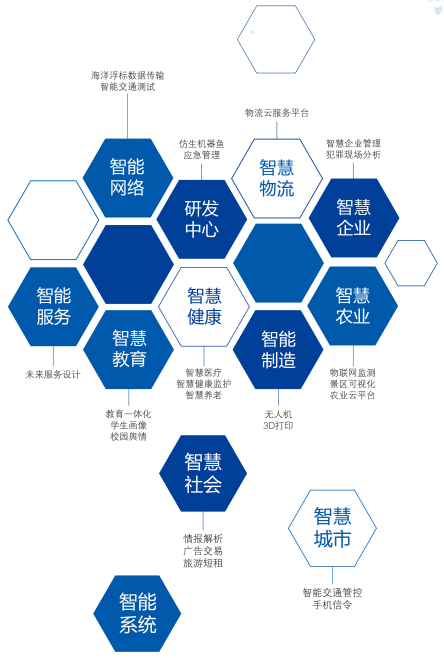 海洋浮标数据传输
智能交通测试
智能
网络
仿生机器鱼
应急管理
研发
中心
物流云服务平台
智慧
物流
智慧企业管理
犯罪现场分析
智慧
企业
智能
服务
未来服务设计
智慧
教育
教育一体化
学生画像
校园舆情
智慧
健康
智慧医疗
智慧健康监护
智慧养老
智能
制造
无人机
3D打印
智慧
农业
物联网监测
景区可视化
农业云平台
智慧
社会
情报解析
广告交易
旅游短租
智慧
城市
智能交通管控
手机信令
智能
系统